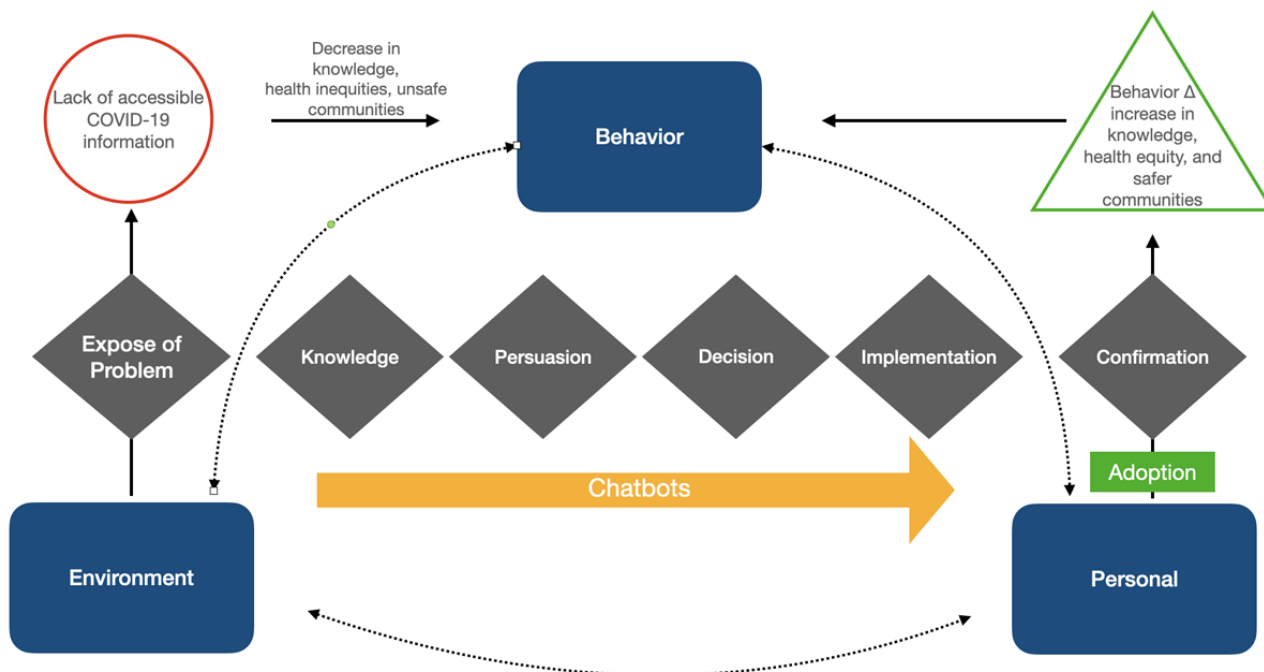 Lack of accessible
COVID-19
information
Decrease in
knowledge,
health inequities, unsafe
communities
Behavior
Behavior Δ
increase in
knowledge,
health equity, and
safer
communities
Expose of
Problem
Knowledge
Persuasion
Decision
Implementation
Confirmation
Chatbots
Adoption
Environment
Personal